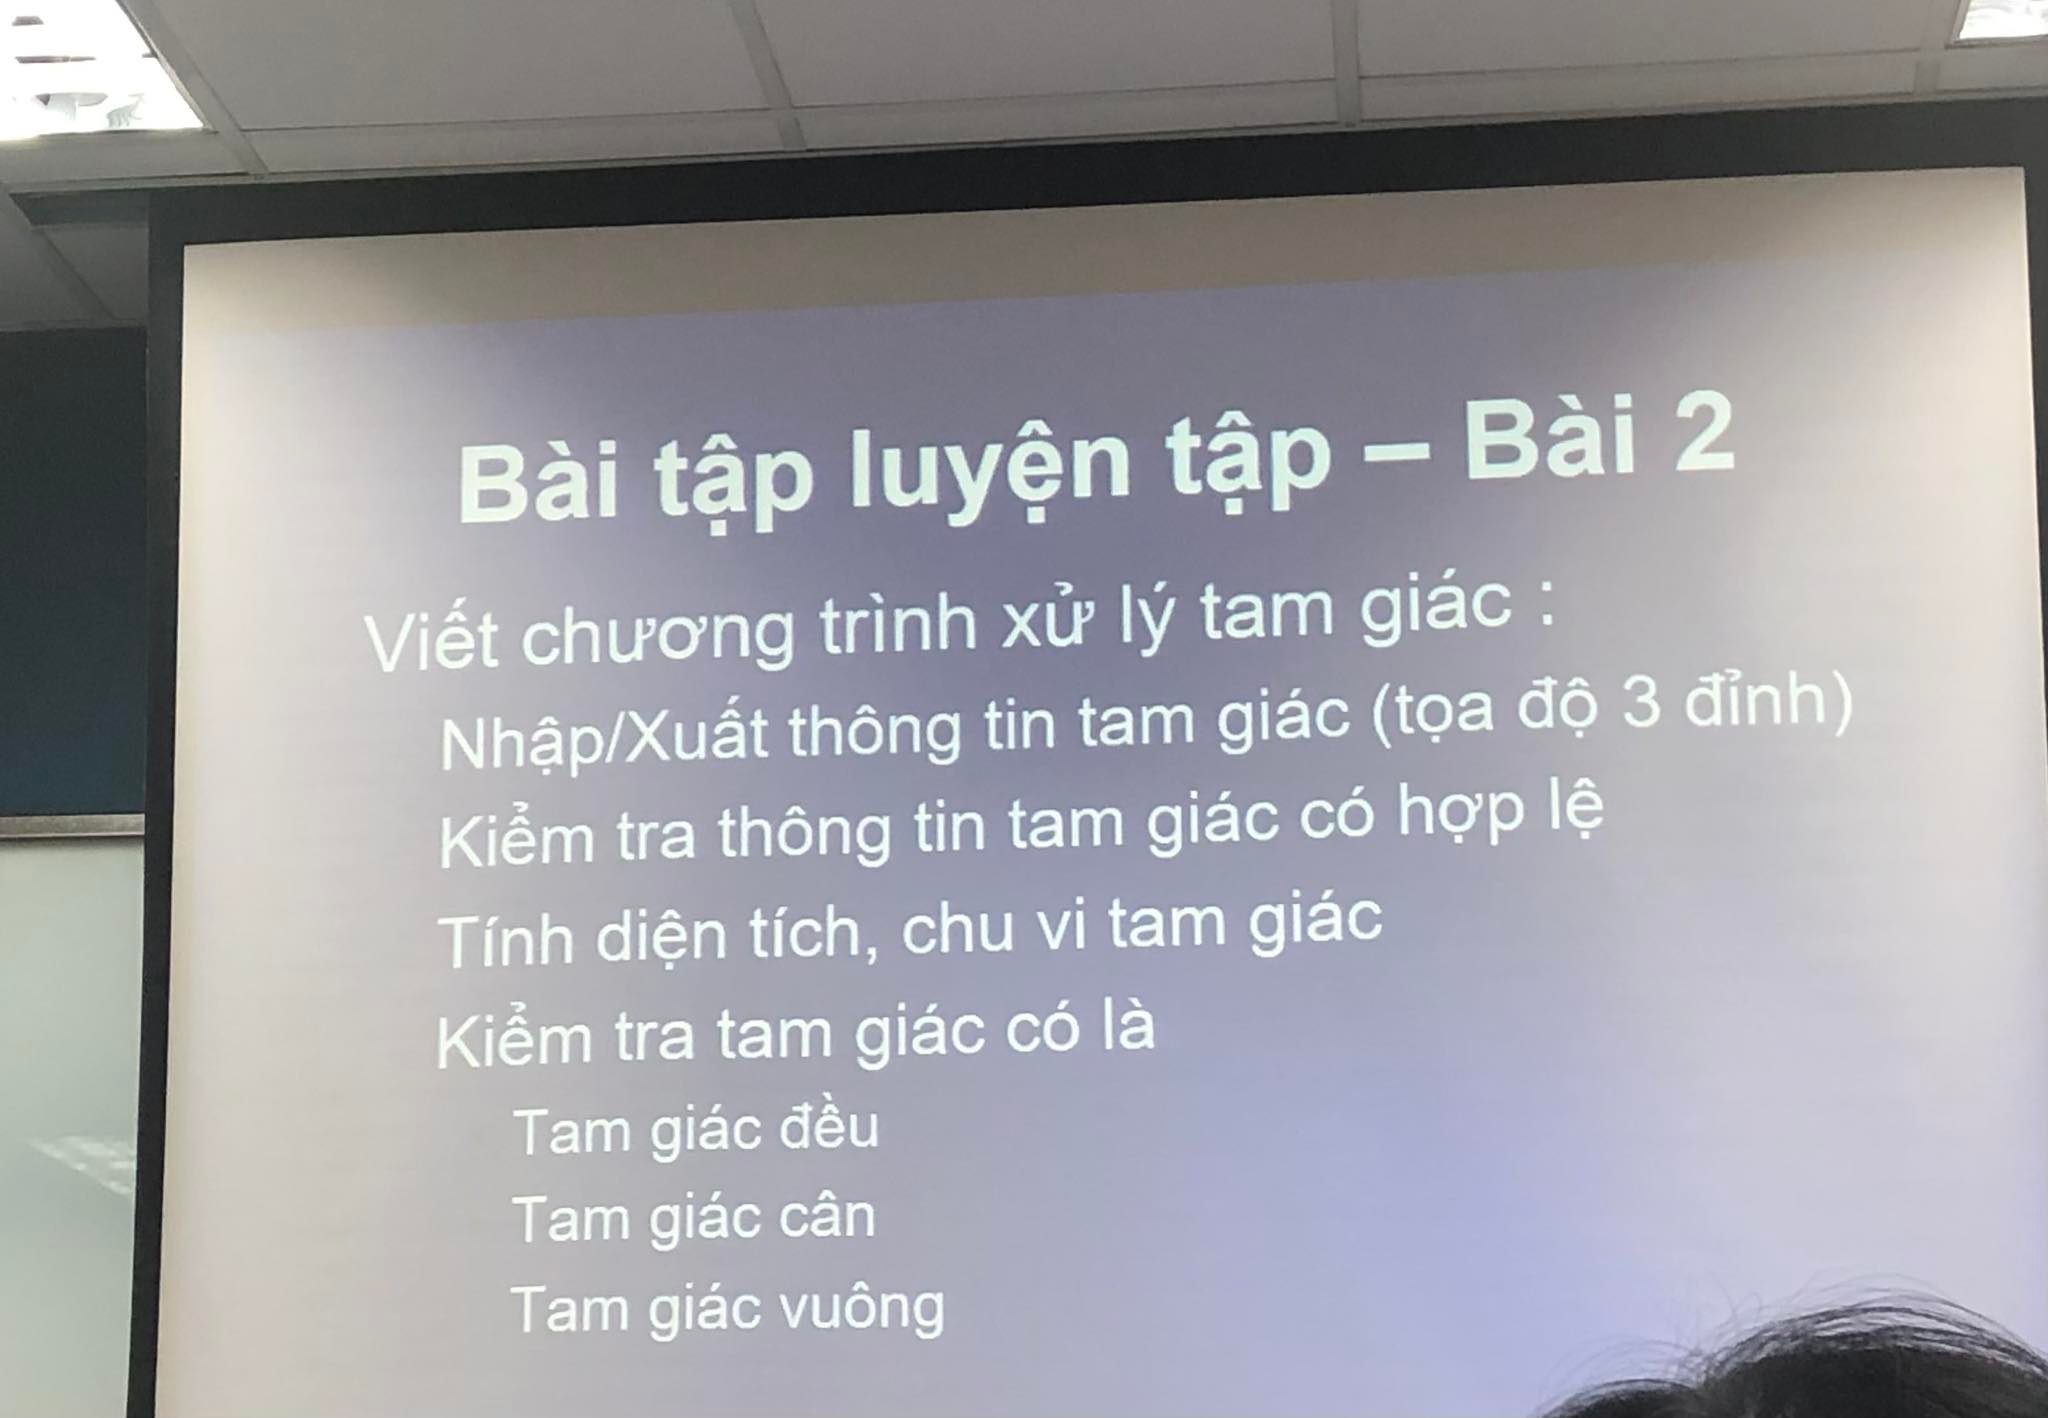 Bài tập luyện tập – Bài 2
Viết chương trình xử lý tam giác :
Nhập/Xuất thông tin tam giác (tọa độ 3 đỉnh)
Kiểm tra thông tin tam giác có hợp lệ
Tính diện tích, chu vi tam giác
Kiểm tra tam giác có là
Tam giác đều
Tam giác cân
Tam giác vuông